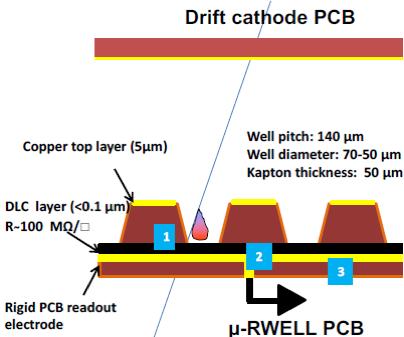 Drift cathode PCB
Copper top layer (5μm)
Well pitch: 140 μm
Well diameter: 70-50 μm
Kapton thickness: 50 μm
DLC layer (<0.1 μm)
R~100 MΩ/□
1
2
3
Rigid PCB readout
electrode
μ-RWELL PCB